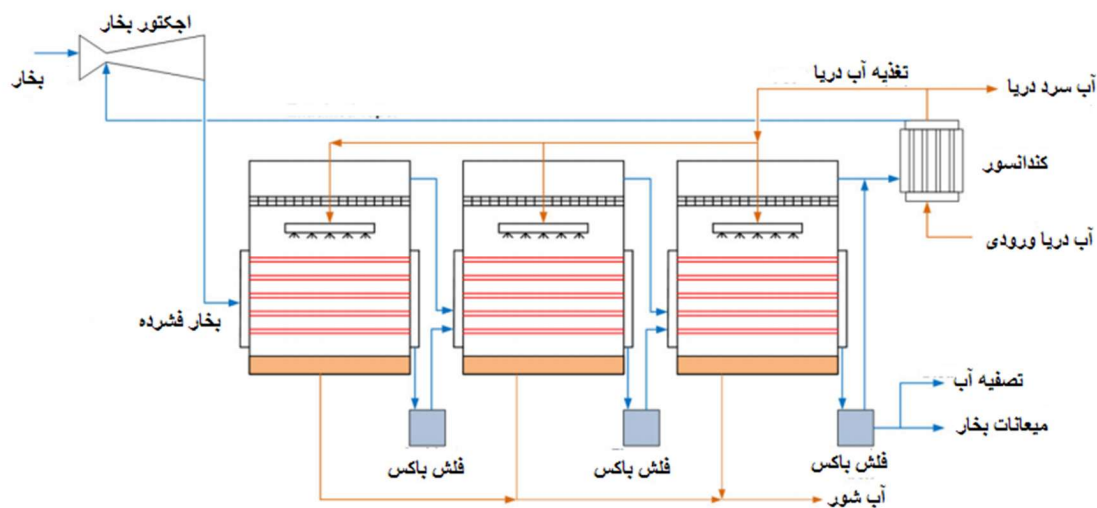 اجکتور بخار
بخار
تغذیه آب دریا
آب سرد دریا
کندانسور
آب دریا ورودی
بخار فشرده
تصفیه آب
میعانات بخار
فلش باکس
فلش باکس
فلش باکس
آب شور